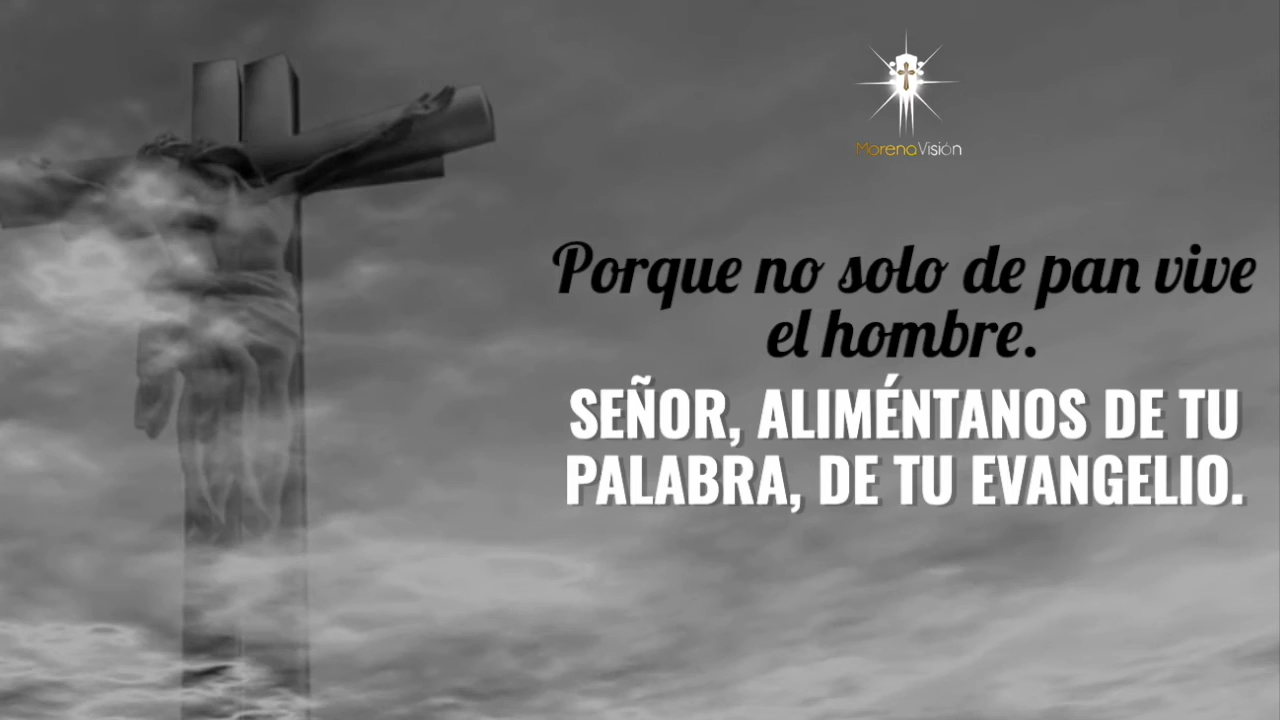 MorenaVisión
Porque no solo de pan vive
el hombre.
SEÑOR, ALIMÉNTANOS DE TU
PALABRA, DE TU EVANGELIO.